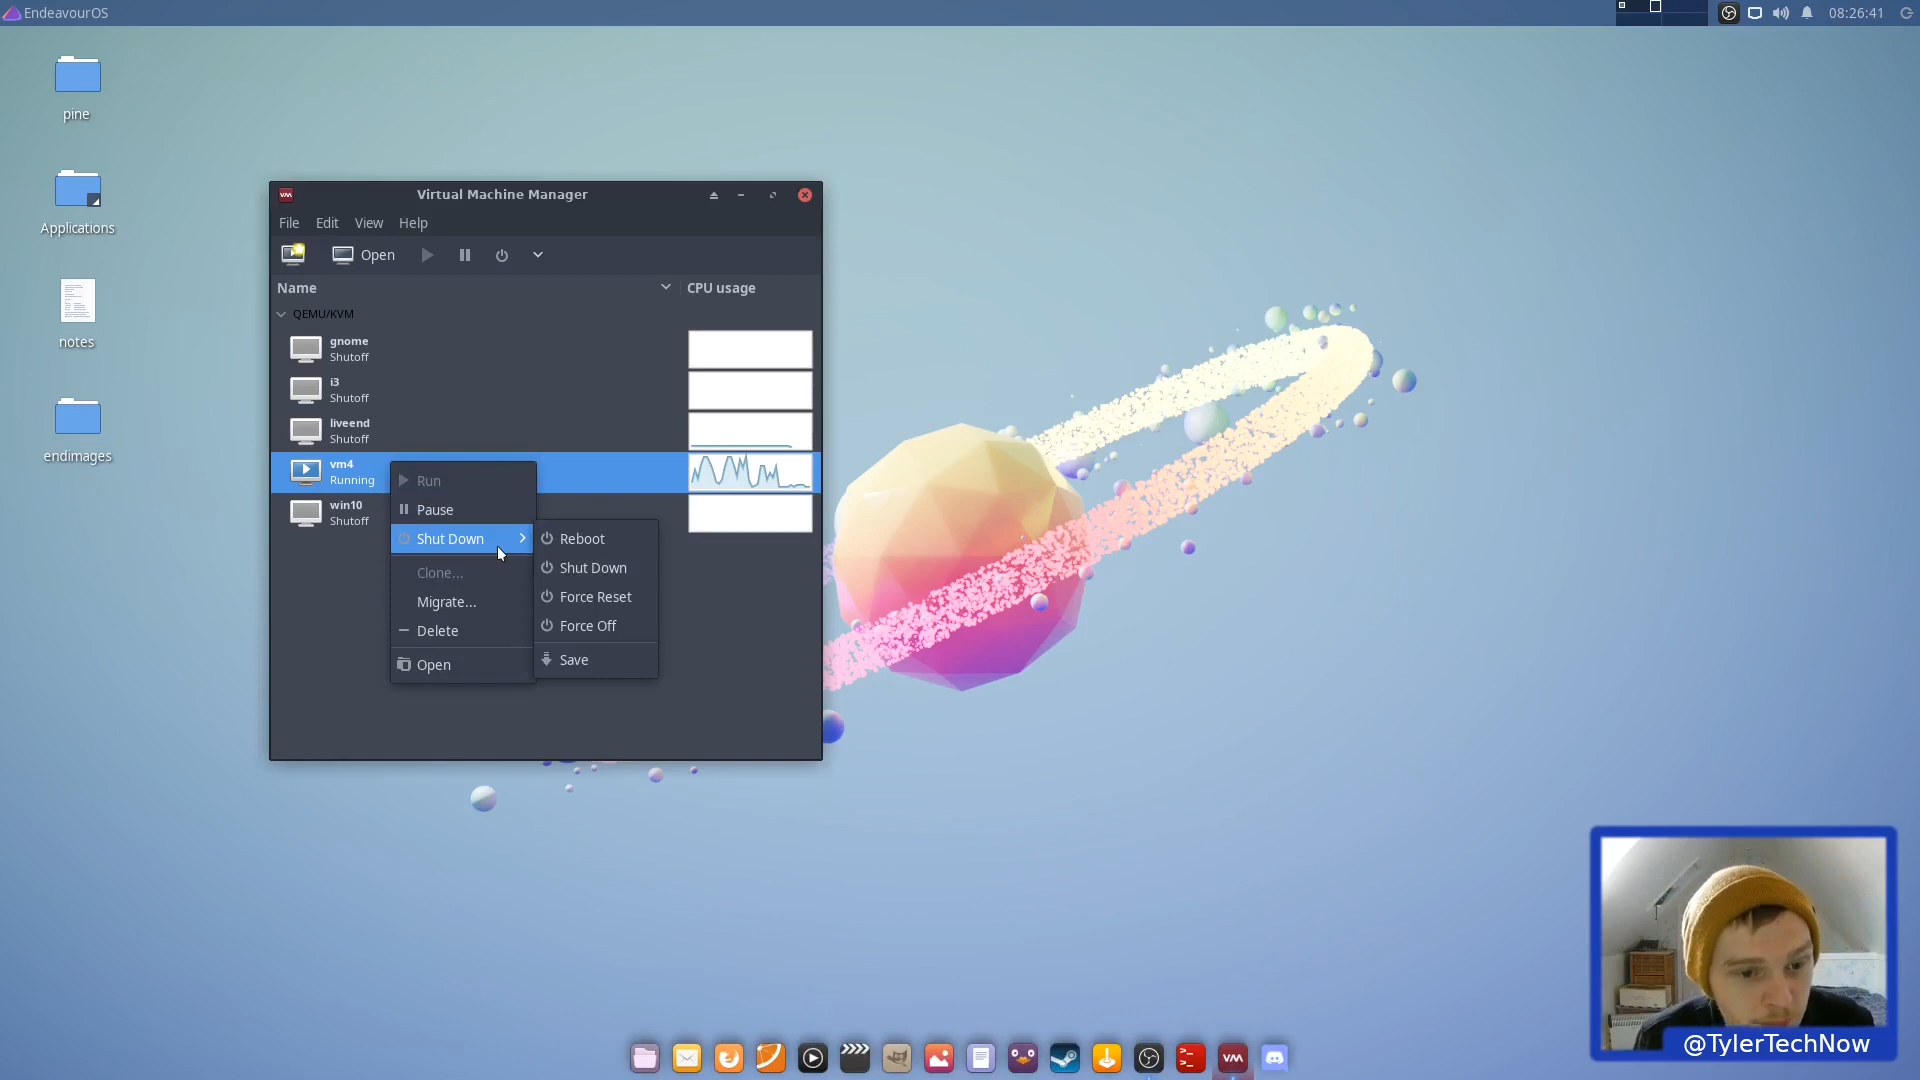 EndeavourOS
08:26:41
pine
Applications
notes
endimages
Virtual Machine Manager
File Edit View Help
Open
Name
CPU usage
QEMU/KVM
gnome
Shutoff
i3
Shutoff
liveend
Shutoff
vm4
Running
win10
Shutoff
Run
Pause
Shut Down
Clone...
Migrate...
Delete
Open
Reboot
Shut Down
Force Reset
Force Off
Save
@TylerTechNow